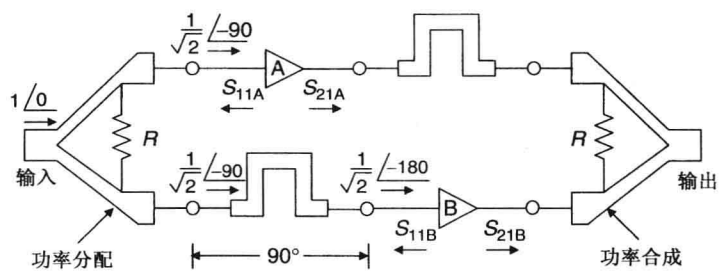 1/√2 ∠-90
1/√2 ∠-90
1/√2 ∠-180
1∠0
A
S11A
S21A
R
R
输入
输出
B
S11B
S21B
功率分配
90°
功率合成